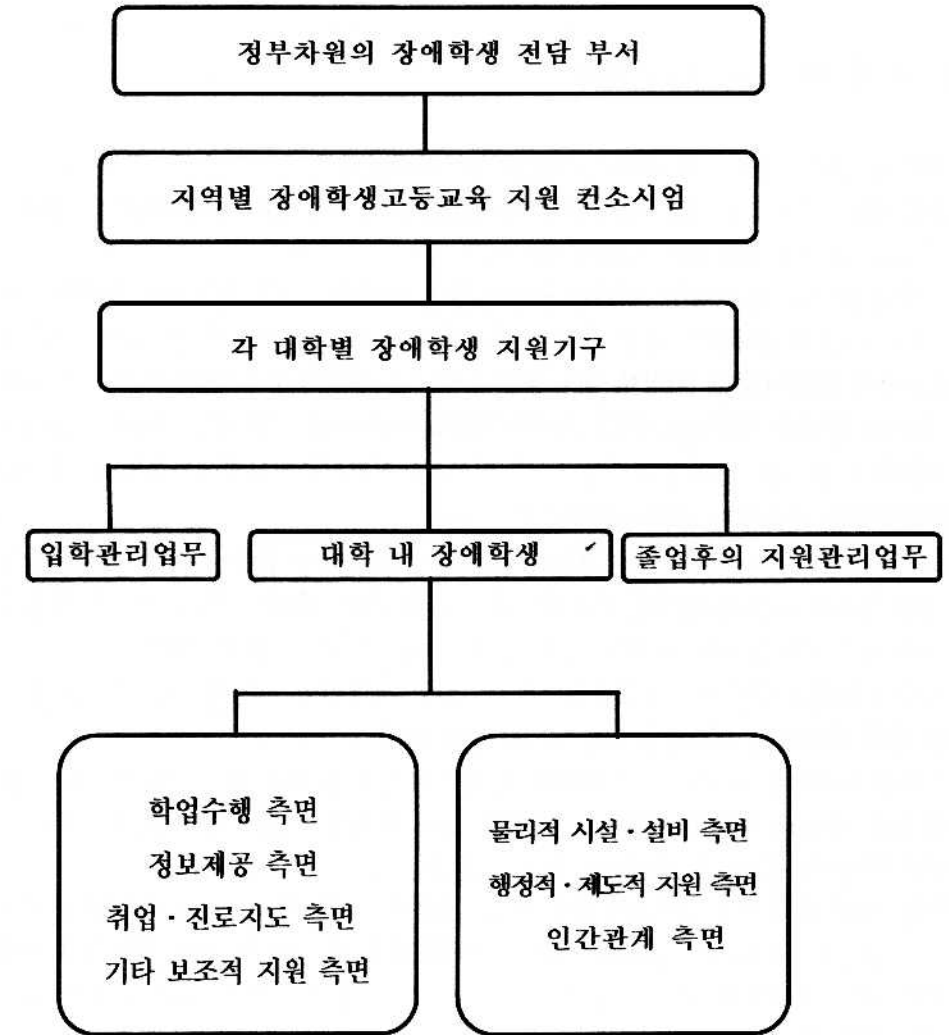 정부차원의 장애학생 전담 부서
지역별 장애학생고등교육 지원 컨소시엄
각 대학별 장애학생 지원기구
입학관리업무
대학 내 장애학생
졸업후의 지원관리업무
학업수행 측면
정보제공 측면
취업·진로지도 측면
기타 보조적 지원 측면
물리적 시설·설비 측면
행정적·제도적 지원 측면
인간관계 측면